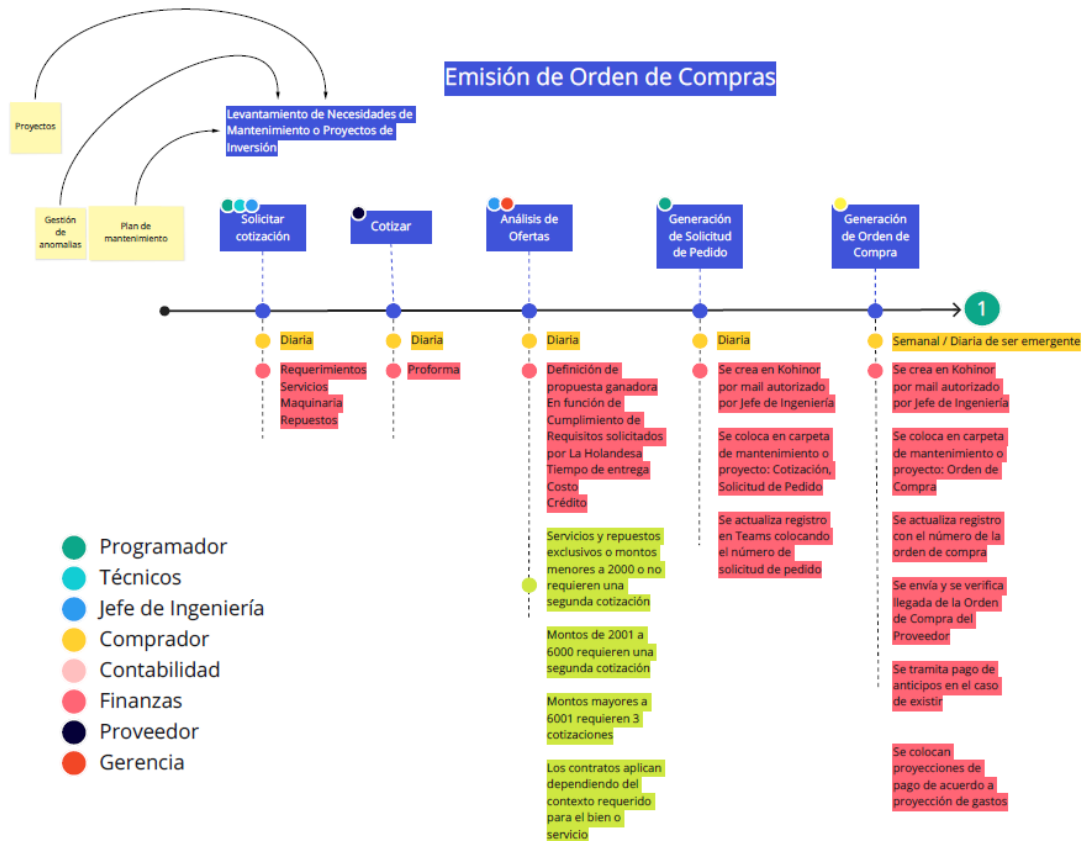 Emisión de Orden de Compras
Proyectos
Levantamiento de Necesidades de
Mantenimiento o Proyectos de
Inversión
Gestión
de
anomalias
Plan de
mantenimiento
Solicitar
cotización
Cotizar
Análisis de
Ofertas
Generación
de Solicitud
de Pedido
Generación
de Orden de
Compra
1
Diaria
Requerimientos
Servicios
Maquinaria
Repuestos
Diaria
Proforma
Diaria
Definición de
propuesta ganadora
En función de
Cumplimiento de
Requisitos solicitados
por La Holandesa
Tiempo de entrega
Costo
Crédito
Servicios y repuestos
exclusivos o montos
menores a 2000 o no
requieren una
segunda cotización
Montos de 2001 a
6000 requieren una
segunda cotización
Montos mayores a
6001 requieren 3
cotizaciones
Los contratos aplican
dependiendo del
contexto requerido
para el bien o
servicio
Diaria
Se crea en Kohinor
por mail autorizado
por Jefe de Ingeniería
Se coloca en carpeta
de mantenimiento o
proyecto: Cotización,
Solicitud de Pedido
Se actualiza registro
en Teams colocando
el número de
solicitud de pedido
Semanal / Diaria de ser emergente
Se crea en Kohinor
por mail autorizado
por Jefe de Ingeniería
Se coloca en carpeta
de mantenimiento o
proyecto: Orden de
Compra
Se actualiza registro
con el número de la
orden de compra
Se envía y se verifica
llegada de la Orden
de Compra del
Proveedor
Se tramita pago de
anticipos en el caso
de existir
Se colocan
proyecciones de
pago de acuerdo a
proyección de gastos
Programador
Técnicos
Jefe de Ingeniería
Comprador
Contabilidad
Finanzas
Proveedor
Gerencia